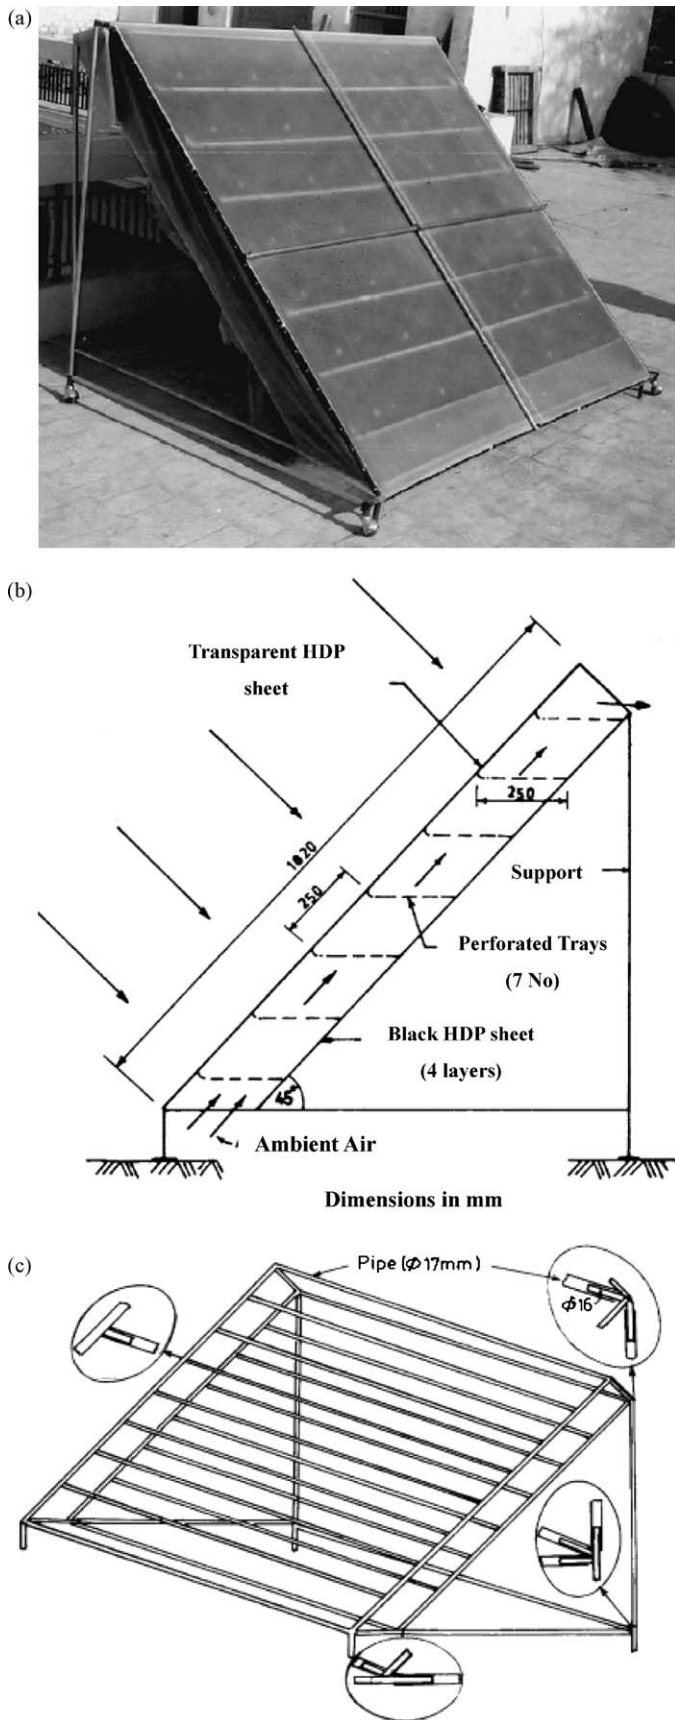 (a)
(b)
Transparent HDP
sheet
250
1820
250
Support
Perforated Trays
(7 No)
Black HDP sheet
(4 layers)
45°
Ambient Air
Dimensions in mm
(c)
Pipe (ϕ17mm)
ϕ16